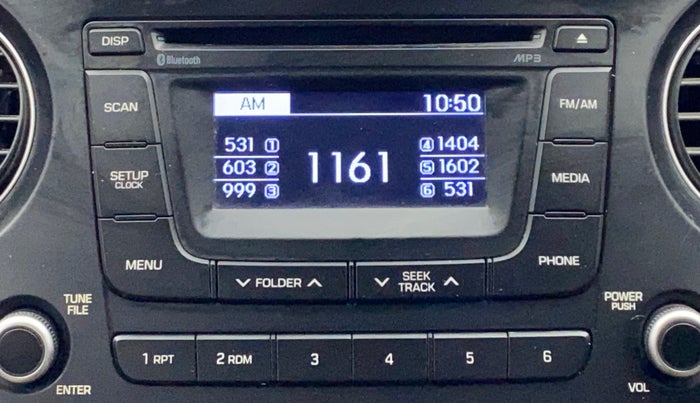 DISP
Bluetooth
MP3
SCAN
AM 10:50
FM/AM
531 1 4 1404
603 2 1161 5 1602
999 3 6 531
SETUP
CLOCK
MEDIA
MENU
FOLDER
SEEK
TRACK
PHONE
TUNE
FILE
POWER
PUSH
1 RPT 2 RDM 3 4 5 6
ENTER
VOL